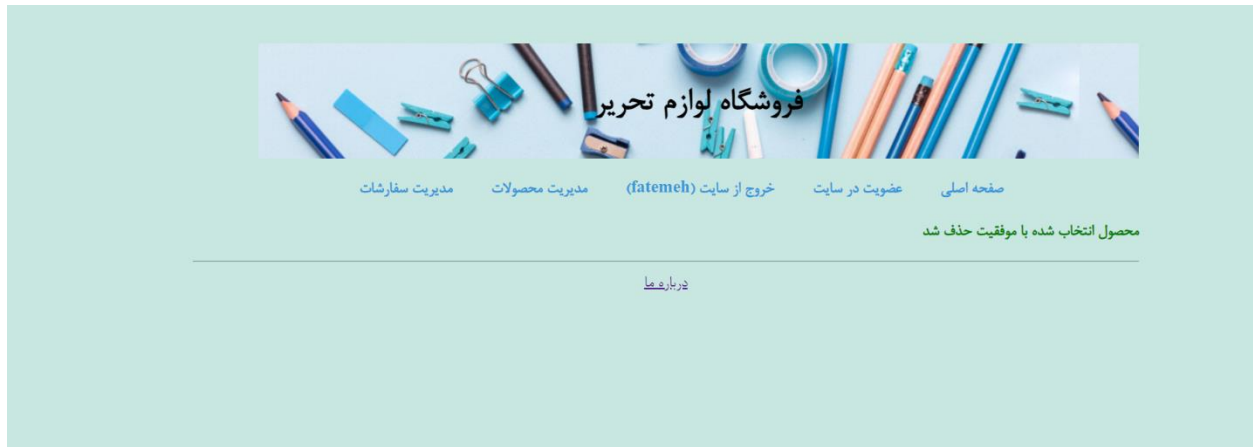 فروشگاه لوازم تحریر
صفحه اصلی عضویت در سایت خروج از سایت (fatemeh) مدیریت محصولات مدیریت سفارشات
محصول انتخاب شده با موفقیت حذف شد
درباره ما